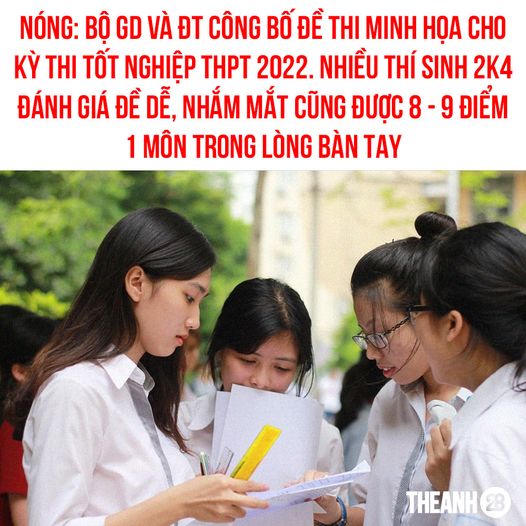 NÓNG: BỘ GD VÀ ĐT CÔNG BỐ ĐỀ THI MINH HỌA CHO
KỲ THI TỐT NGHIỆP THPT 2022. NHIỀU THÍ SINH 2K4
ĐÁNH GIÁ ĐỀ DỄ, NHẮM MẮT CŨNG ĐƯỢC 8 - 9 ĐIỂM
1 MÔN TRONG LÒNG BÀN TAY
THEANH28